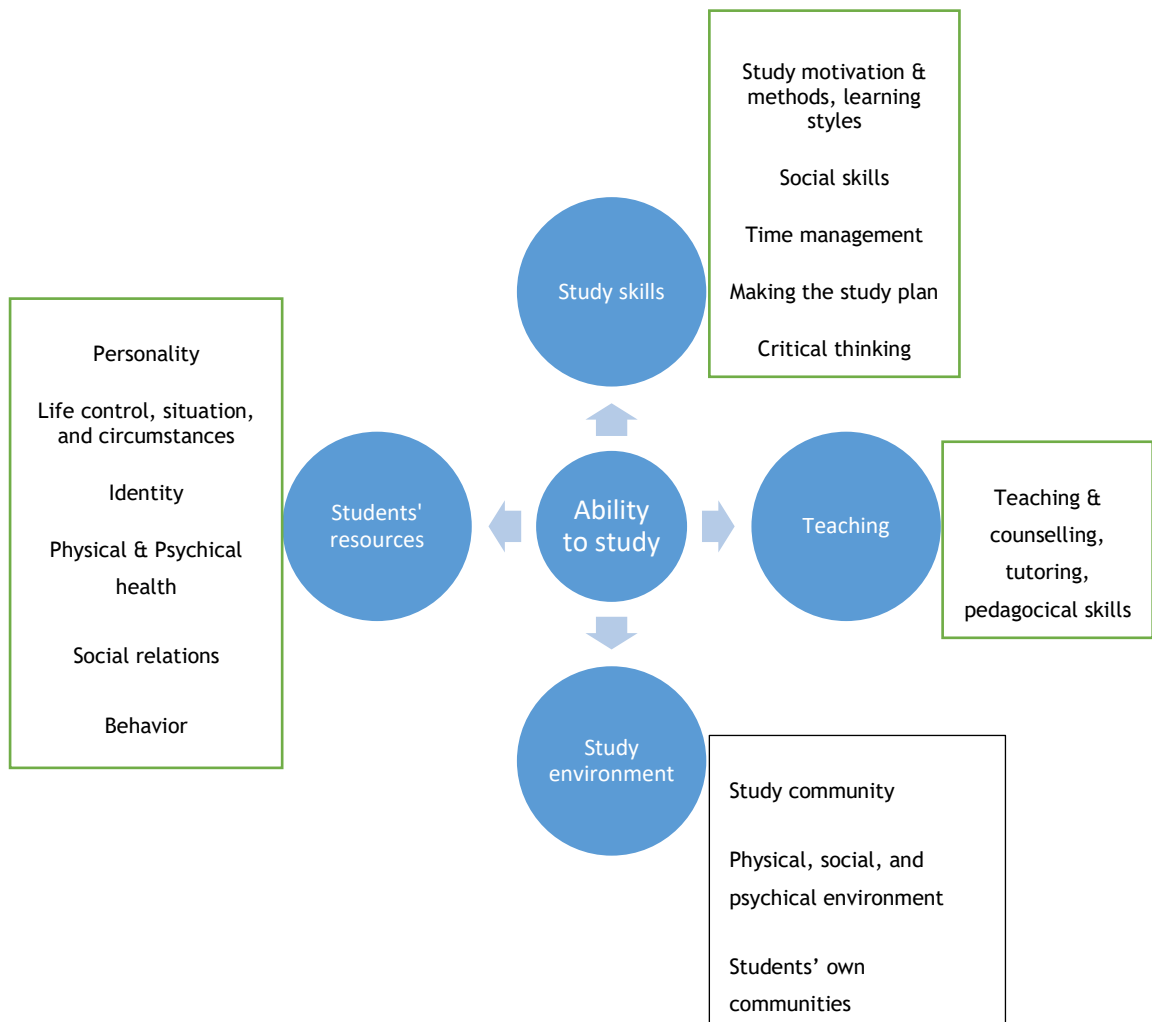 Study motivation &
methods, learning
styles
Social skills
Time management
Making the study plan
Critical thinking
Study skills
Personality
Life control, situation,
and circumstances
Identity
Physical & Psychical
health
Social relations
Behavior
Students'
resources
Ability
to study
Teaching
Teaching &
counselling,
tutoring,
pedagocical skills
Study
environment
Study community
Physical, social, and
psychical environment
Students’ own
communities